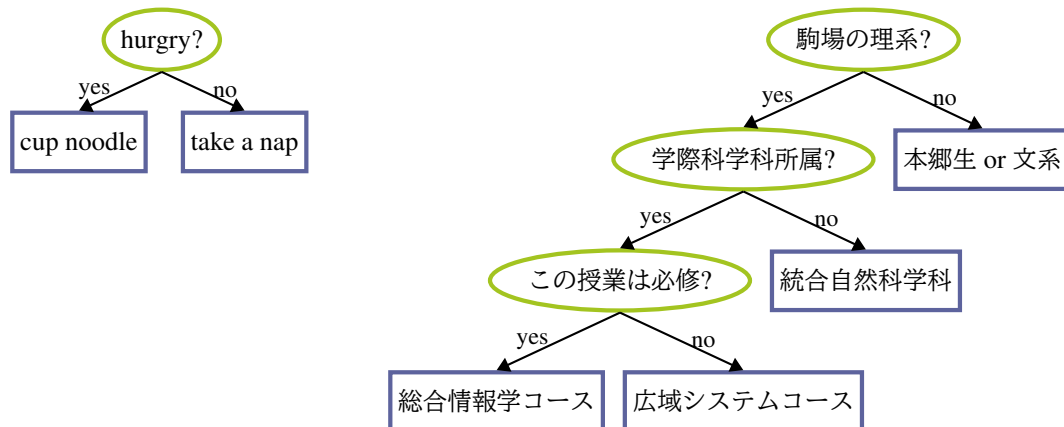 hurgry?
yes
no
cup noodle
take a nap
駒場の理系?
yes
no
学際科学科所属?
本郷生 or 文系
yes
no
この授業は必修?
統合自然科学科
yes
no
総合情報学コース
広域システムコース